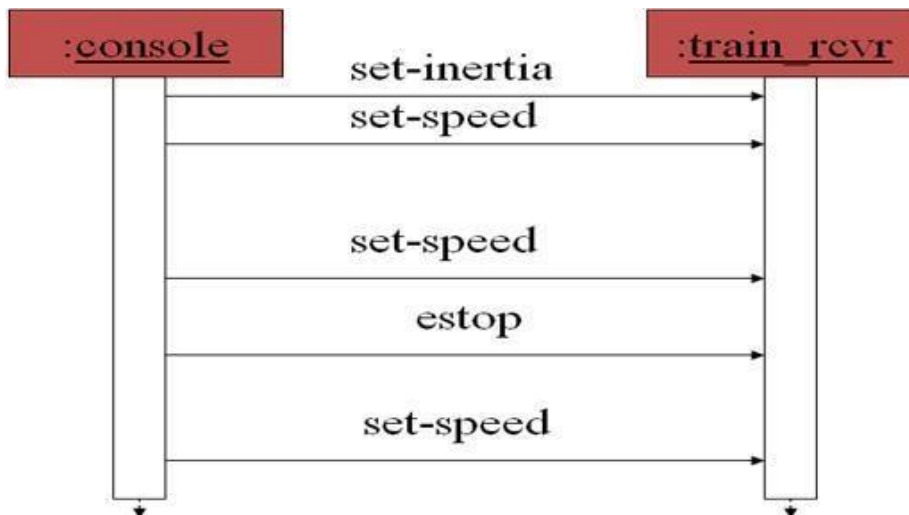 :console
:train_rcvr
set-inertia
set-speed
set-speed
estop
set-speed